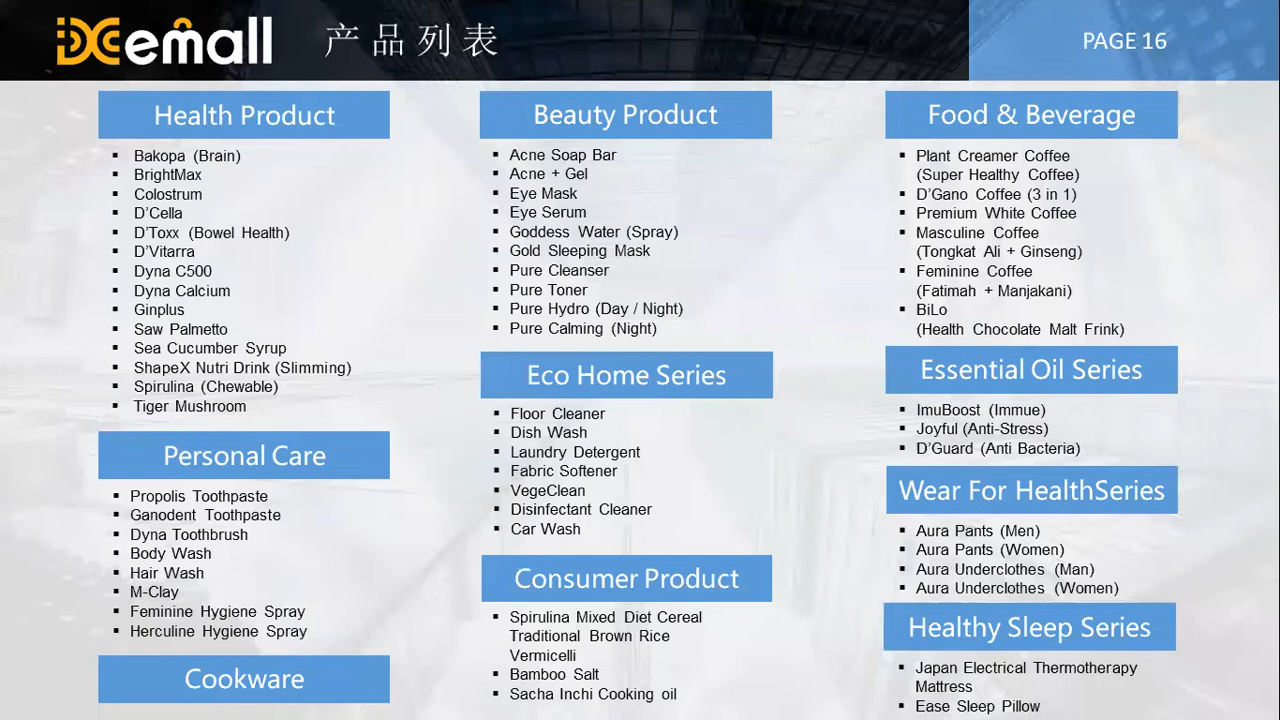 DXCemall
产品列表
PAGE 16
Health Product
▪ Bakopa (Brain)
▪ BrightMax
▪ Colostrum
▪ D'Cella
▪ D'Toxx (Bowel Health)
▪ D'Vitarra
▪ Dyna C500
▪ Dyna Calcium
▪ Ginplus
▪ Saw Palmetto
▪ Sea Cucumber Syrup
▪ ShapeX Nutri Drink (Slimming)
▪ Spirulina (Chewable)
▪ Tiger Mushroom
Personal Care
▪ Propolis Toothpaste
▪ Ganodent Toothpaste
▪ Dyna Toothbrush
▪ Body Wash
▪ Hair Wash
▪ M-Clay
▪ Feminine Hygiene Spray
▪ Herculine Hygiene Spray
Cookware
Beauty Product
▪ Acne Soap Bar
▪ Acne + Gel
▪ Eye Mask
▪ Eye Serum
▪ Goddess Water (Spray)
▪ Gold Sleeping Mask
▪ Pure Cleanser
▪ Pure Toner
▪ Pure Hydro (Day / Night)
▪ Pure Calming (Night)
Eco Home Series
▪ Floor Cleaner
▪ Dish Wash
▪ Laundry Detergent
▪ Fabric Softener
▪ VegeClean
▪ Disinfectant Cleaner
▪ Car Wash
Consumer Product
▪ Spirulina Mixed Diet Cereal
Traditional Brown Rice
Vermicelli
▪ Bamboo Salt
▪ Sacha Inchi Cooking oil
Food & Beverage
▪ Plant Creamer Coffee
(Super Healthy Coffee)
▪ D'Gano Coffee (3 in 1)
▪ Premium White Coffee
▪ Masculine Coffee
(Tongkat Ali + Ginseng)
▪ Feminine Coffee
(Fatimah + Manjakani)
▪ BiLo
(Health Chocolate Malt Frink)
Essential Oil Series
▪ ImuBoost (Immue)
▪ Joyful (Anti-Stress)
▪ D'Guard (Anti Bacteria)
Wear For HealthSeries
▪ Aura Pants (Men)
▪ Aura Pants (Women)
▪ Aura Underclothes (Man)
▪ Aura Underclothes (Women)
Healthy Sleep Series
▪ Japan Electrical Thermotherapy
Mattress
▪ Ease Sleep Pillow